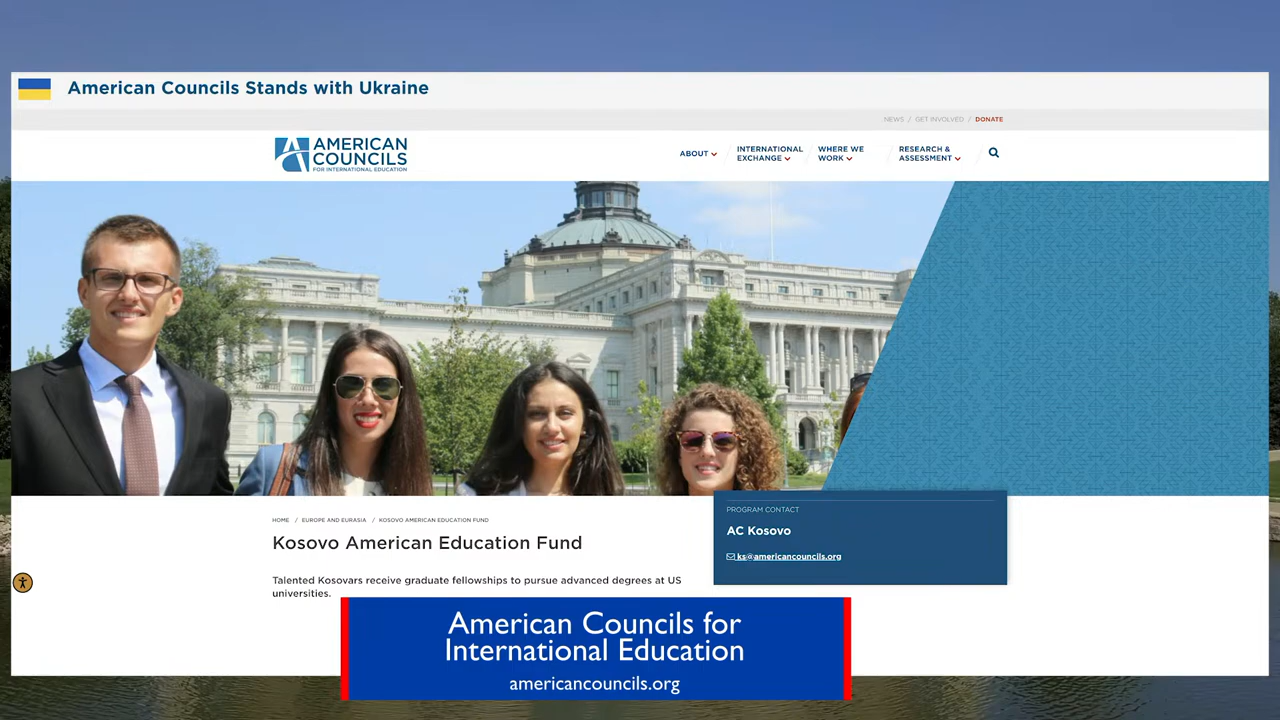 American Councils Stands with Ukraine
NEWS / GET INVOLVED / DONATE
AMERICAN
COUNCILS
FOR INTERNATIONAL EDUCATION
ABOUT
INTERNATIONAL
EXCHANGE
WHERE WE
WORK
RESEARCH &
ASSESSMENT
HOME / EUROPE AND EURASIA / KOSOVO AMERICAN EDUCATION FUND
Kosovo American Education Fund
Talented Kosovars receive graduate fellowships to pursue advanced degrees at US
universities.
PROGRAM CONTACT
AC Kosovo
ks@americancouncils.org
American Councils for
International Education
americancouncils.org